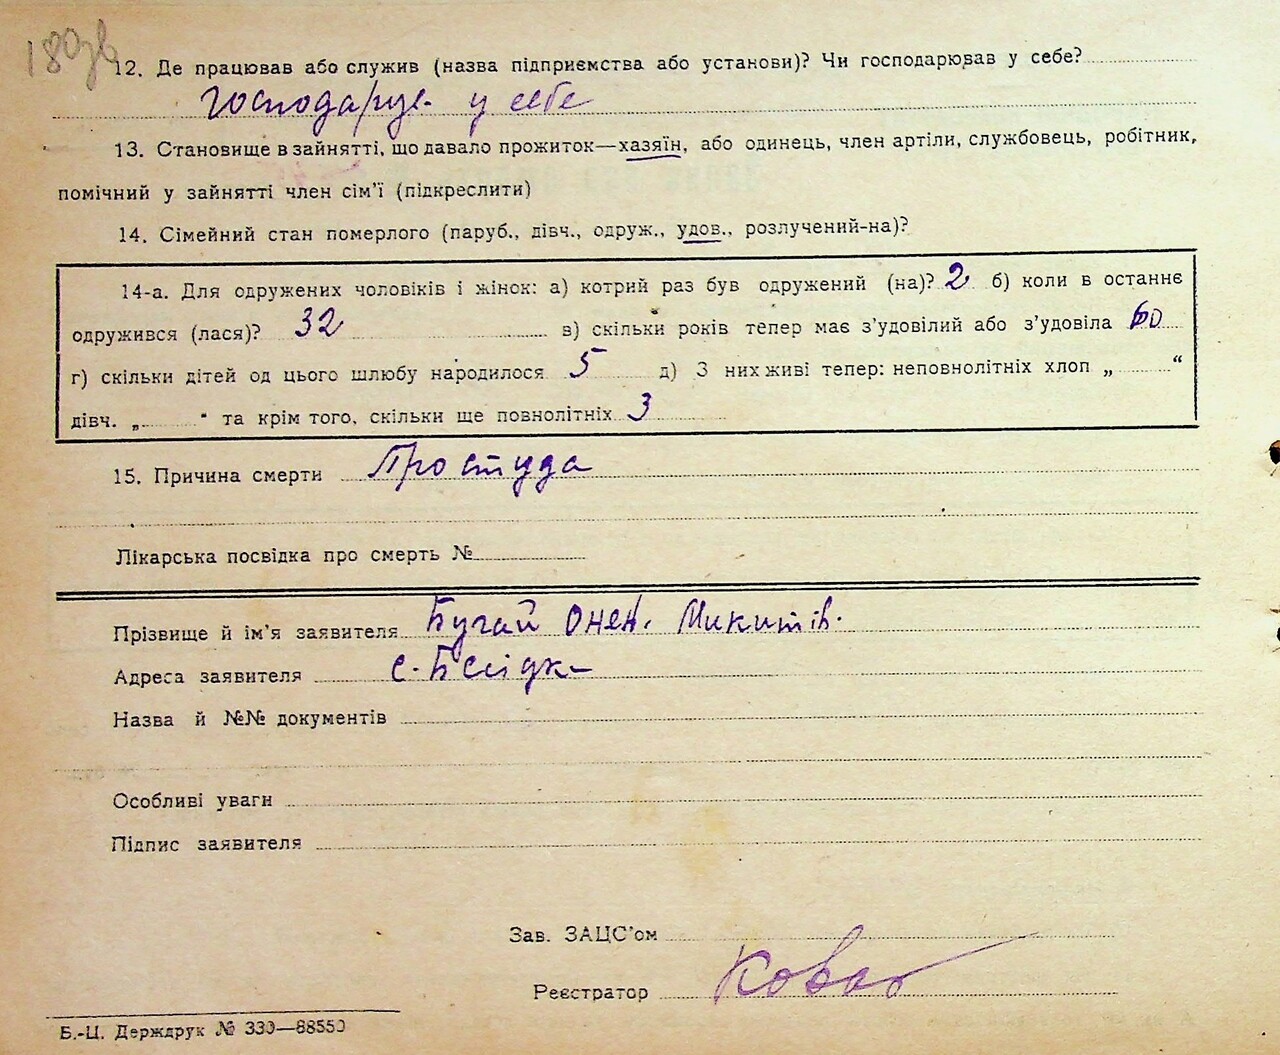 180зв
12. Де працював або служив (назва підприємства або установи)? Чи господарював у себе?
Господарує у себе
13. Становище в зайнятті, що давало прожиток—хазяїн, або одинець, член артіли, службовець, робітник,
помічний у зайнятті член сім'ї (підкреслити)
14. Сімейний стан померлого (паруб., дівч., одруж., удов., розлучений-на)?
14-а. Для одружених чоловіків і жінок: а) котрий раз був одружений (на)? 2 б) коли в останнє
одружився (лася)? 32 в) скільки років тепер має з'удовілий або з'удовіла 60
г) скільки дітей од цього шлюбу народилося 5 д) З них живі тепер: неповнолітніх хлоп „ “
дівч. „ “ та крім того, скільки ще повнолітніх 3
15. Причина смерти Простуда
Лікарська посвідка про смерть №
Прізвище й ім'я заявителя Бугай Онен. Микитів.
Адреса заявителя с. Бесідк-
Назва й №№ документів
Особливі уваги
Підпис заявителя
Зав. ЗАЦС'ом
Реєстратор
Б.-Ц. Держдрук № 330—88550